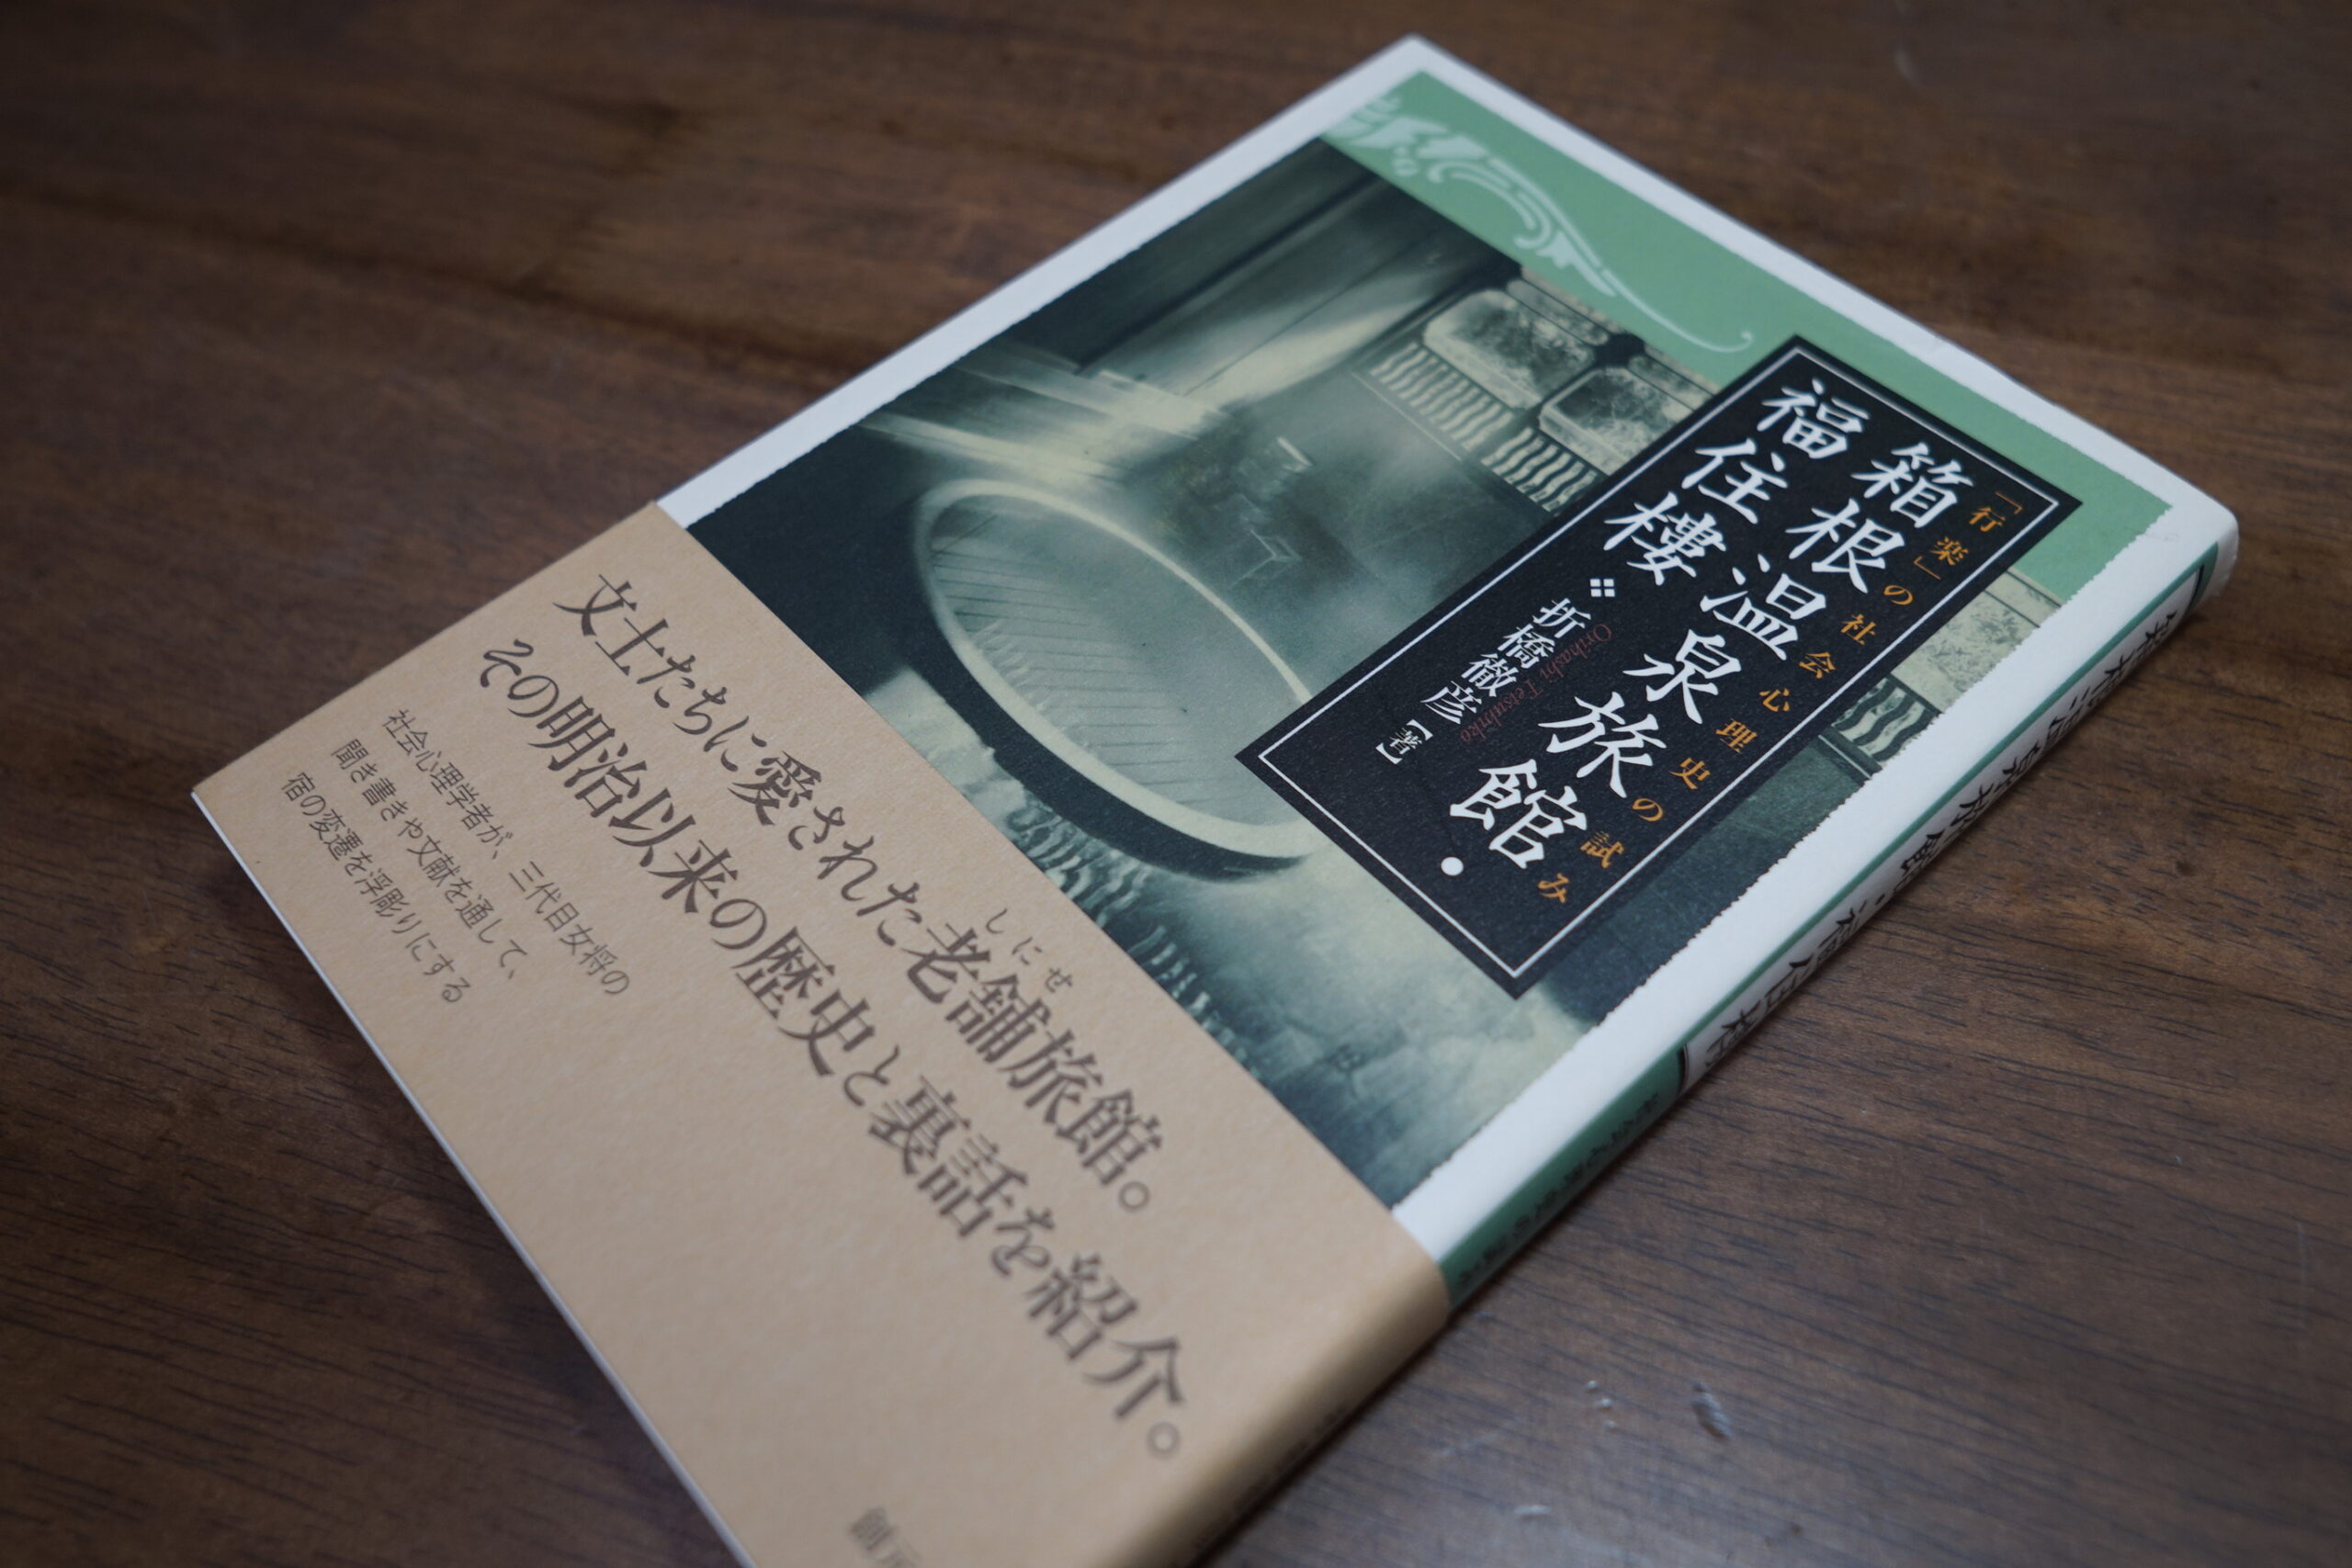 「行楽」の社会心理史の試み
箱根温泉旅館・
福住樓
Orihashi Tetsuhiko
折橋徹彦【著】
文士たちに愛された老舗旅館。
しにせ
その明治以来の歴史と裏話を紹介。
社会心理学者が、三代目女将の
聞き書きや文献を通して、
宿の変遷を浮彫りにする
創元